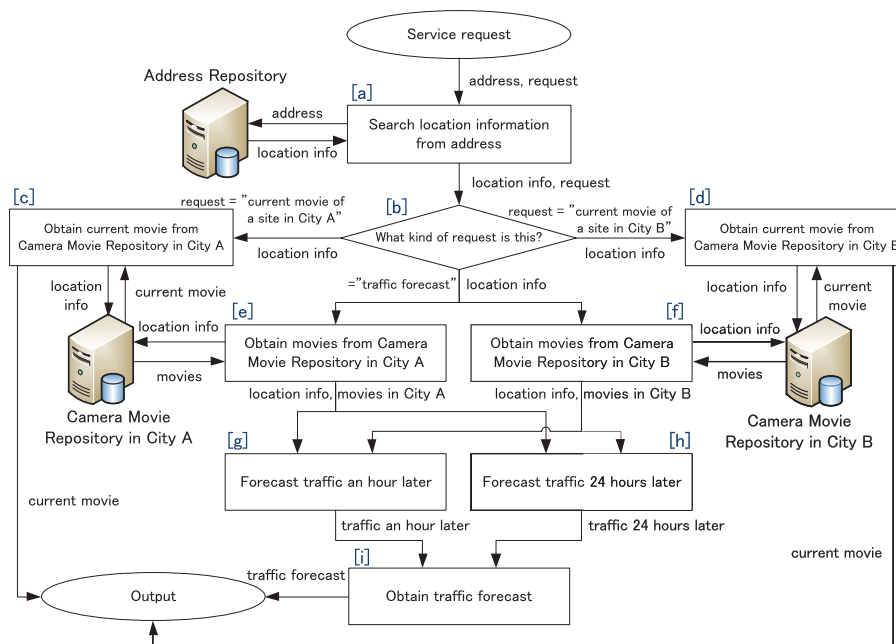 Service request
address, request
Address Repository
[a]
address
location info
Search location information
from address
location info, request
[c]
request = "current movie of
a site in City A"
[b]
request = "current movie of
a site in City B"
[d]
Obtain current movie from
Camera Movie Repository in City A
What kind of request is this?
Obtain current movie from
Camera Movie Repository in City B
location info
location info
="traffic forecast"
location info
location
info
current movie
location info
current
movie
[e]
[f]
location info
Obtain movies from Camera
Movie Repository in City A
Obtain movies from Camera
Movie Repository in City B
location info
movies
movies
location info, movies in City A
location info, movies in City B
Camera Movie
Repository in City A
Camera Movie
Repository in City B
[g]
[h]
Forecast traffic an hour later
Forecast traffic 24 hours later
current movie
traffic an hour later
traffic 24 hours later
current movie
[i]
traffic forecast
Output
Obtain traffic forecast